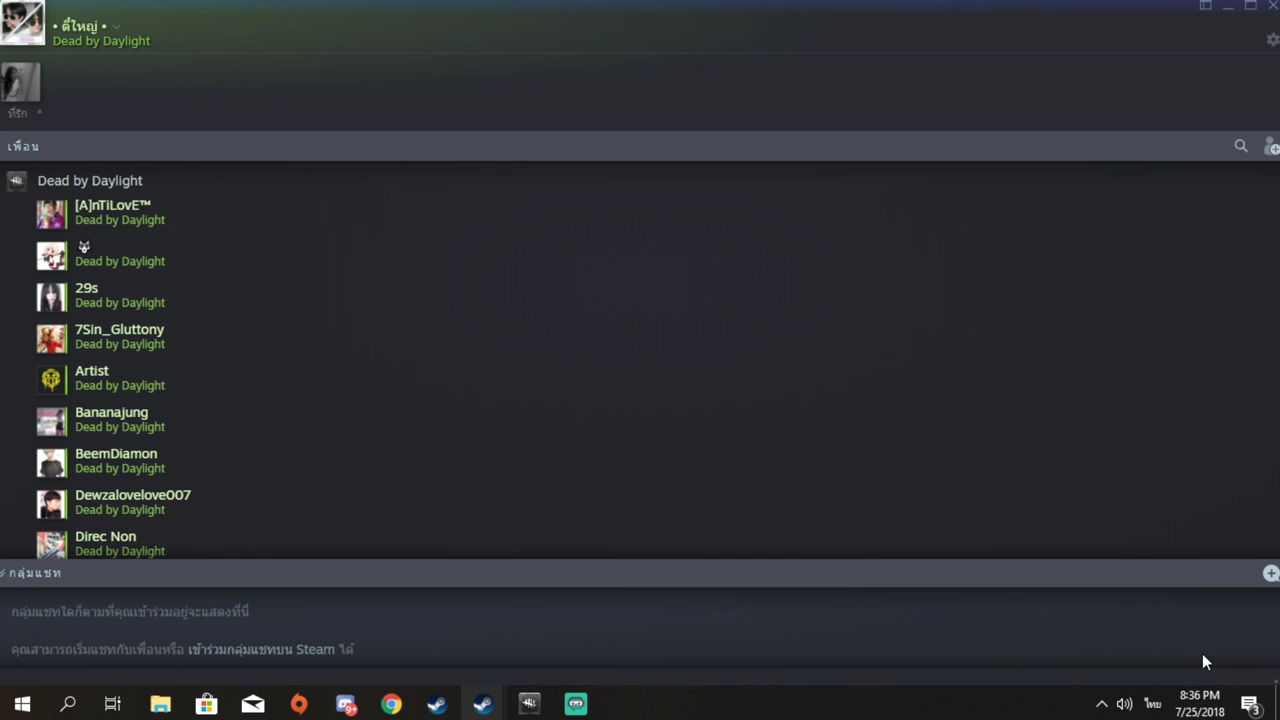 • ตี๋ใหญ่ •
Dead by Daylight
ที่รัก
เพื่อน
Dead by Daylight
[A]nTiLovE™
Dead by Daylight
Dead by Daylight
29s
Dead by Daylight
7Sin_Gluttony
Dead by Daylight
Artist
Dead by Daylight
Bananajung
Dead by Daylight
BeemDiamon
Dead by Daylight
Dewzalovelove007
Dead by Daylight
Direc Non
Dead by Daylight
กลุ่มแชท
กลุ่มแชทใดก็ตามที่คุณเข้าร่วมอยู่จะแสดงที่นี่
คุณสามารถเริ่มแชทกับเพื่อนหรือ เข้าร่วมกลุ่มแชทบน Steam ได้
9+
ไทย
8:36 PM
7/25/2018
3